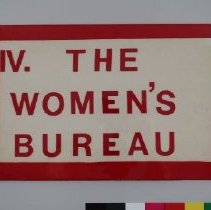 IV. THE
WOMEN'S
BUREAU